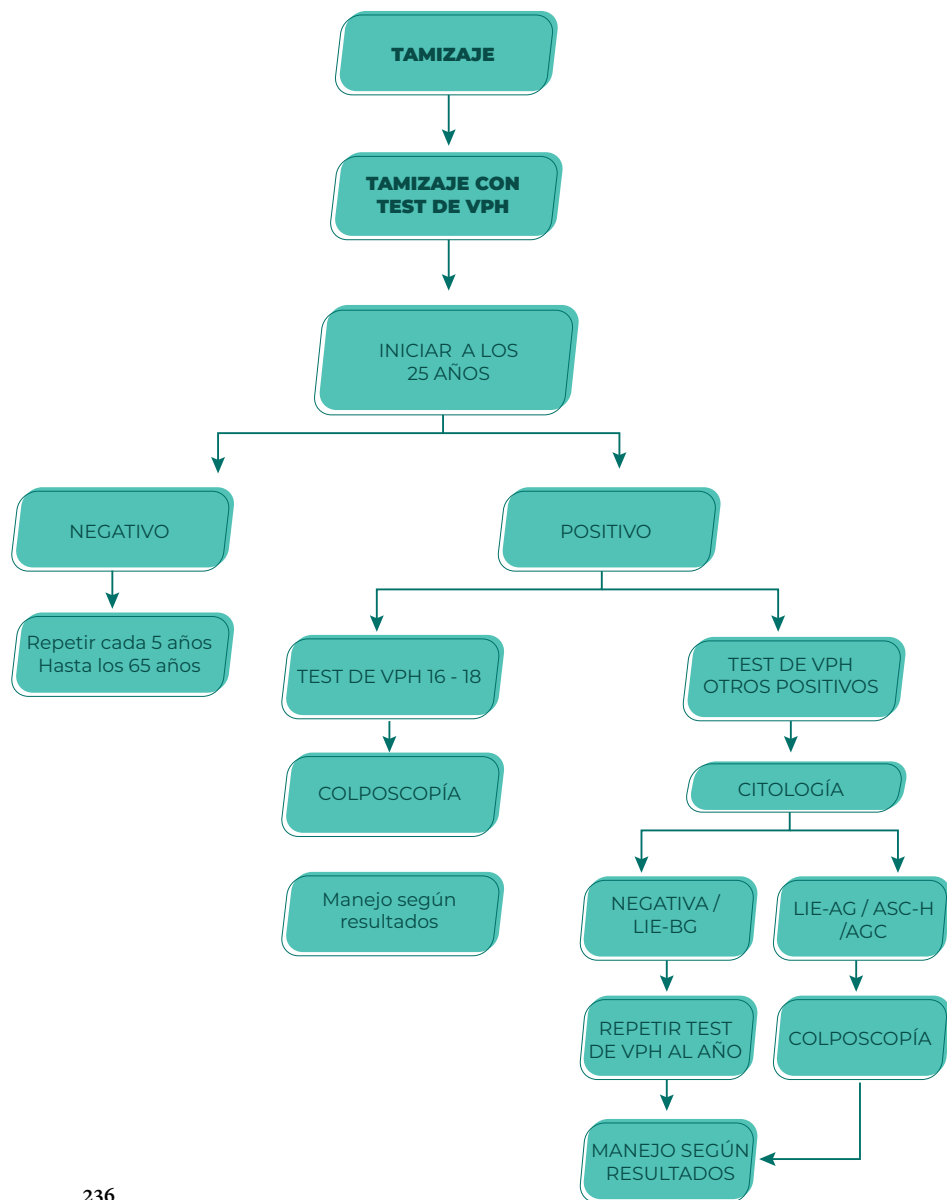 TAMIZAJE
TAMIZAJE CON
TEST DE VPH
INICIAR A LOS
25 AÑOS
NEGATIVO
POSITIVO
Repetir cada 5 años
Hasta los 65 años
TEST DE VPH 16 - 18
TEST DE VPH
OTROS POSITIVOS
COLPOSCOPÍA
CITOLOGÍA
Manejo según
resultados
NEGATIVA /
LIE-BG
LIE-AG / ASC-H
/AGC
REPETIR TEST
DE VPH AL AÑO
COLPOSCOPÍA
MANEJO SEGÚN
RESULTADOS
236